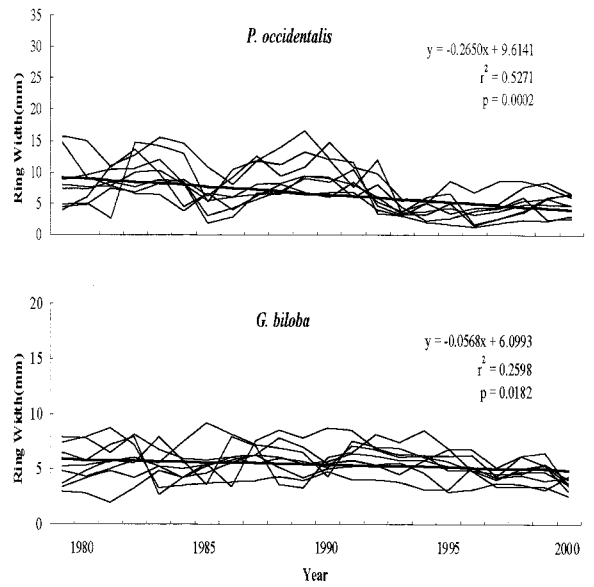 35
P. occidentalis
30
y = -0.2650x + 9.6141
25
r² = 0.5271
20
p = 0.0002
15
10
5
0
Ring Width(mm)
20
G. biloba
15
y = -0.0568x + 6.0993
r² = 0.2598
p = 0.0182
10
5
0
Ring Width(mm)
1980 1985 1990 1995 2000
Year